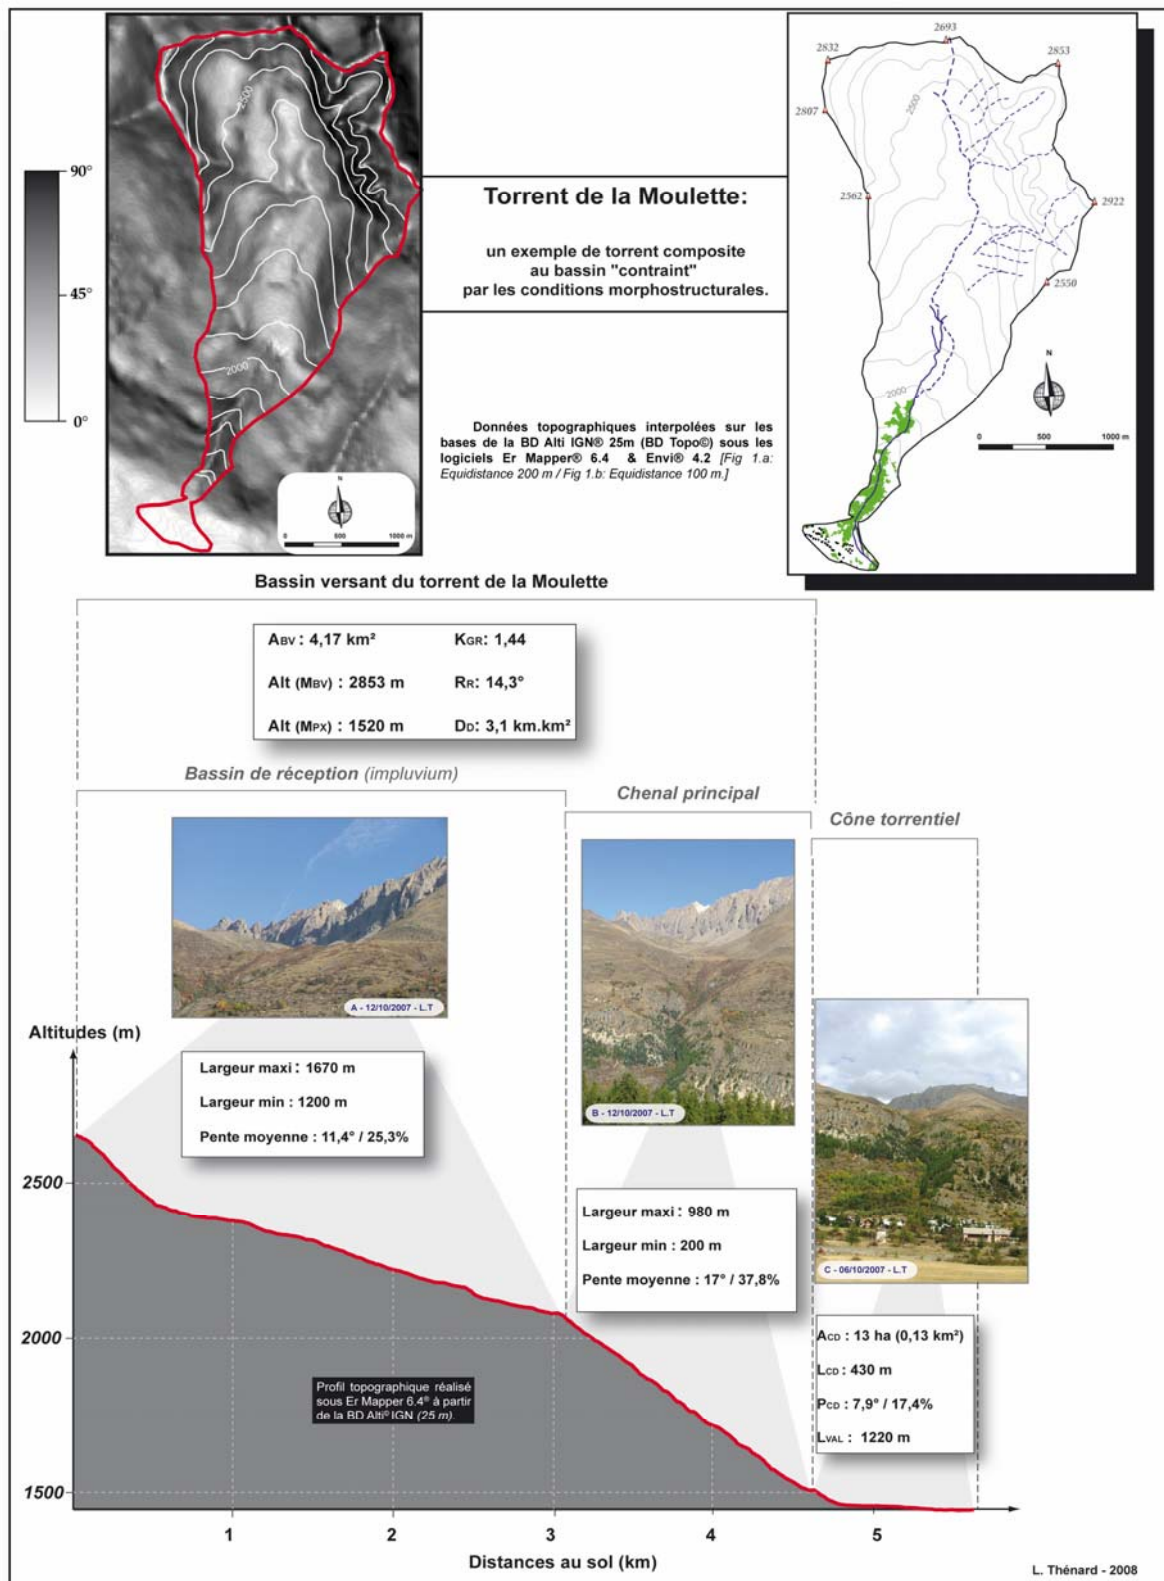 2500
2000
90°
45°
0°
N
0 500 1000 m
Torrent de la Moulette:
un exemple de torrent composite
au bassin "contraint"
par les conditions morphostructurales.
Données topographiques interpolées sur les
bases de la BD Alti IGN® 25m (BD Topo©) sous les
logiciels Er Mapper® 6.4 & Envi® 4.2 [Fig 1.a:
Equidistance 200 m / Fig 1.b: Equidistance 100 m.]
2693
2832
2853
2807
2500
2562
2922
2550
2000
N
0 500 1000 m
Bassin versant du torrent de la Moulette
ABV : 4,17 km² KGR: 1,44
Alt (MBV) : 2853 m RR: 14,3°
Alt (MPX) : 1520 m DD: 3,1 km.km²
Bassin de réception (impluvium)
Chenal principal
Cône torrentiel
A - 12/10/2007 - L.T
B - 12/10/2007 - L.T
C - 06/10/2007 - L.T
Altitudes (m)
Largeur maxi : 1670 m
Largeur min : 1200 m
Pente moyenne : 11,4° / 25,3%
Largeur maxi : 980 m
Largeur min : 200 m
Pente moyenne : 17° / 37,8%
ACD : 13 ha (0,13 km²)
LCD : 430 m
PCD : 7,9° / 17,4%
LVAL : 1220 m
2500
2000
1500
Profil topographique réalisé
sous Er Mapper 6.4® à partir
de la BD Alti® IGN (25 m).
1 2 3 4 5
Distances au sol (km)
L. Thénard - 2008